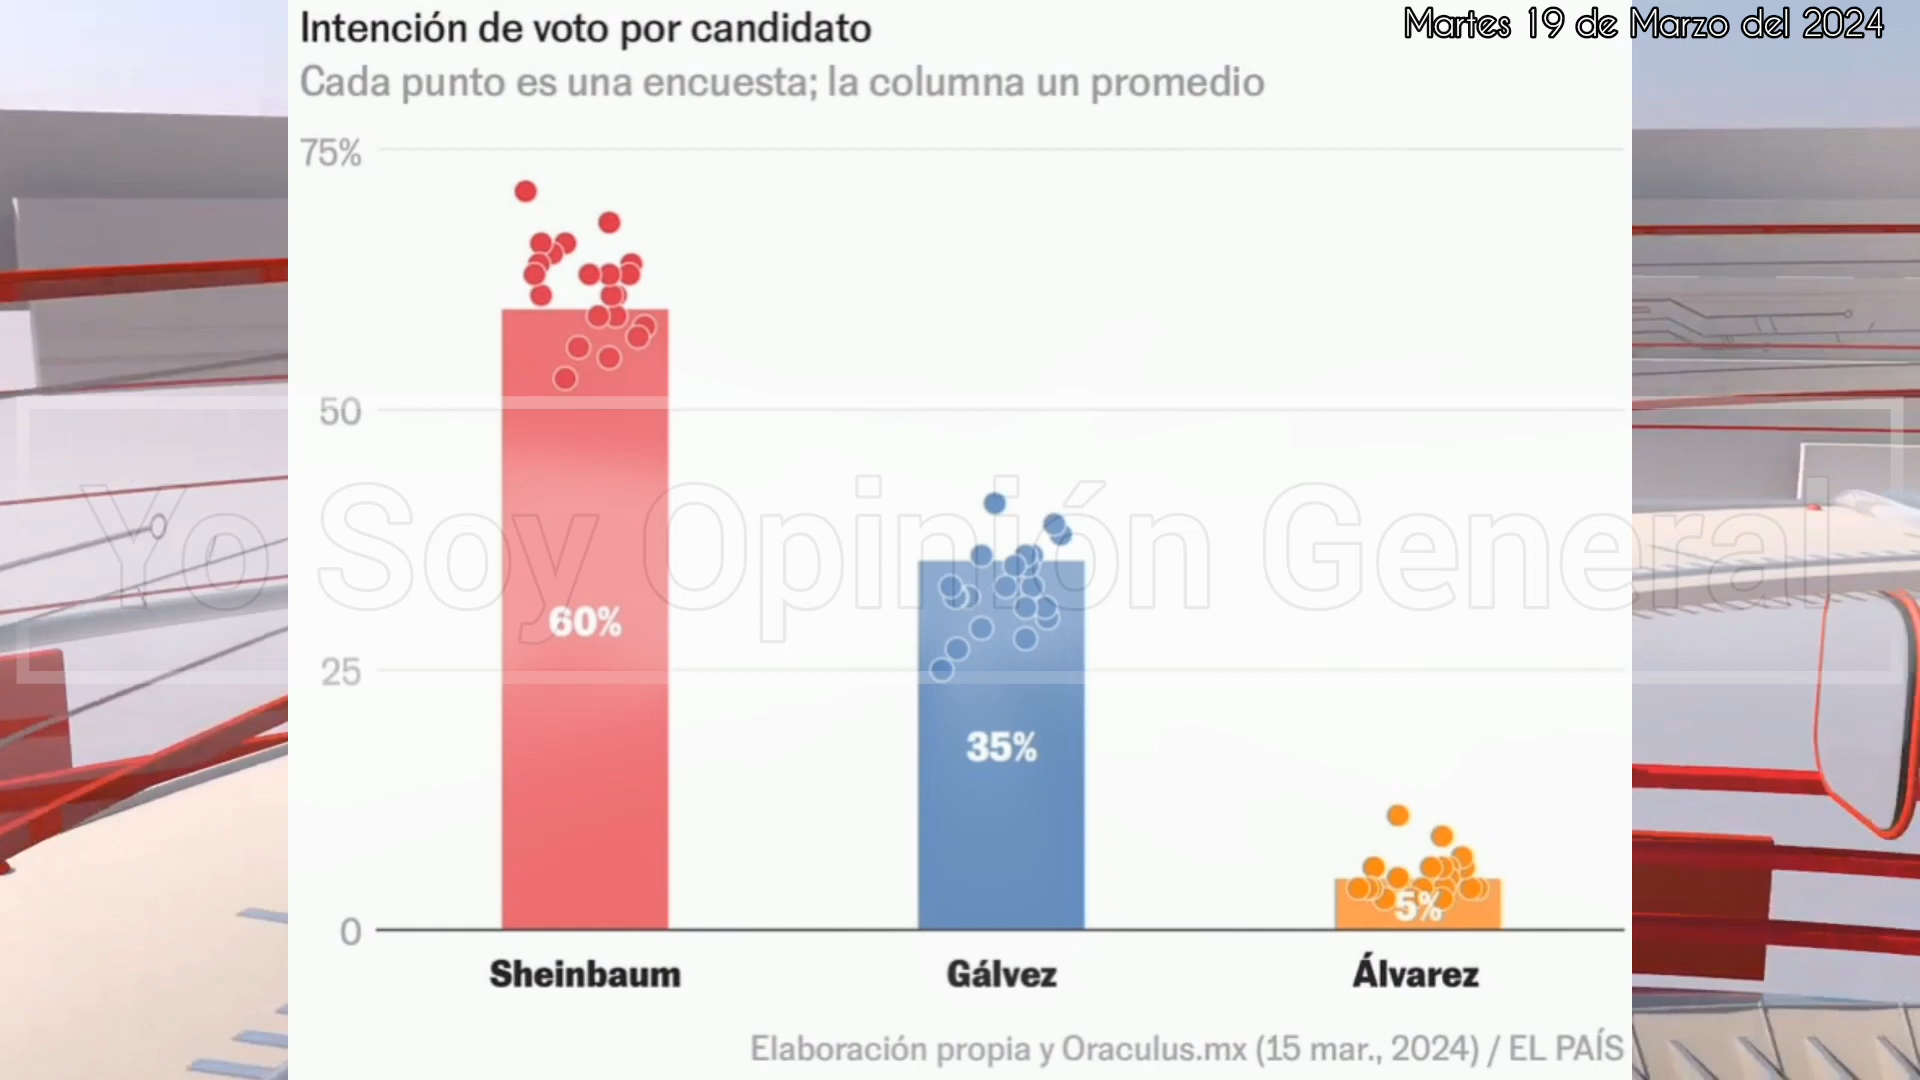 Martes 19 de Marzo del 2024
Intención de voto por candidato
Cada punto es una encuesta; la columna un promedio
75%
50
25
0
60%
35%
5%
Sheinbaum
Gálvez
Álvarez
Yo Soy Opinión General
Elaboración propia y Oraculus.mx (15 mar., 2024) / EL PAÍS